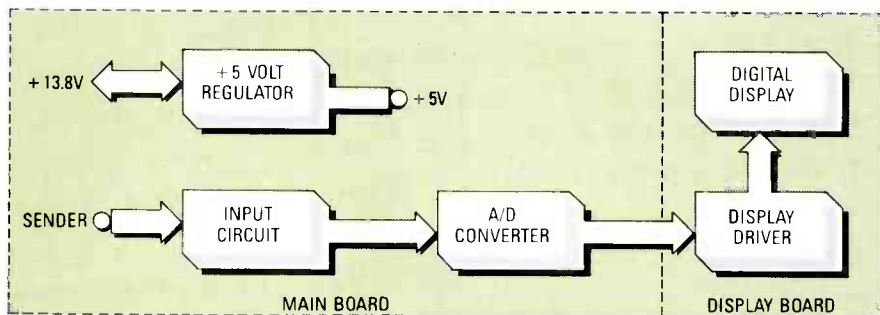 + 13.8V
+ 5 VOLT
REGULATOR
+ 5V
DIGITAL
DISPLAY
SENDER
INPUT
CIRCUIT
A/D
CONVERTER
DISPLAY
DRIVER
MAIN BOARD
DISPLAY BOARD